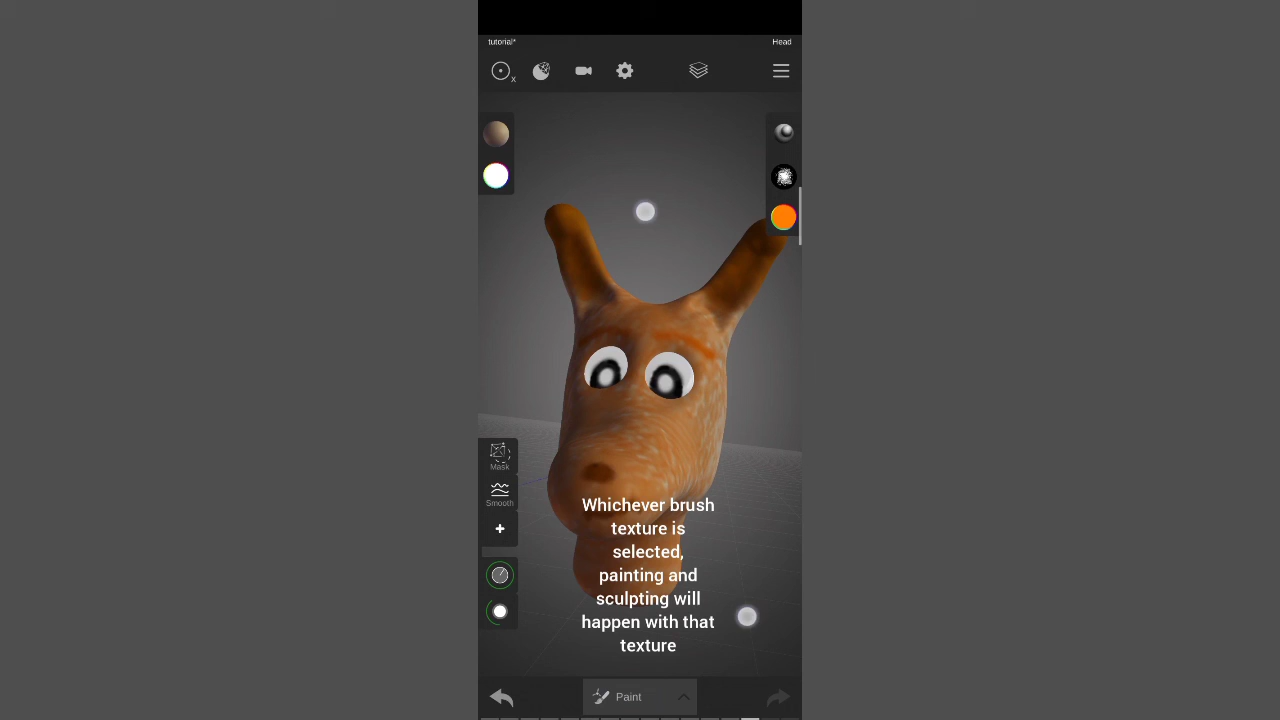 tutorial*
Head
x
Mask
Smooth
Whichever brush
texture is
selected,
painting and
sculpting will
happen with that
texture
Paint